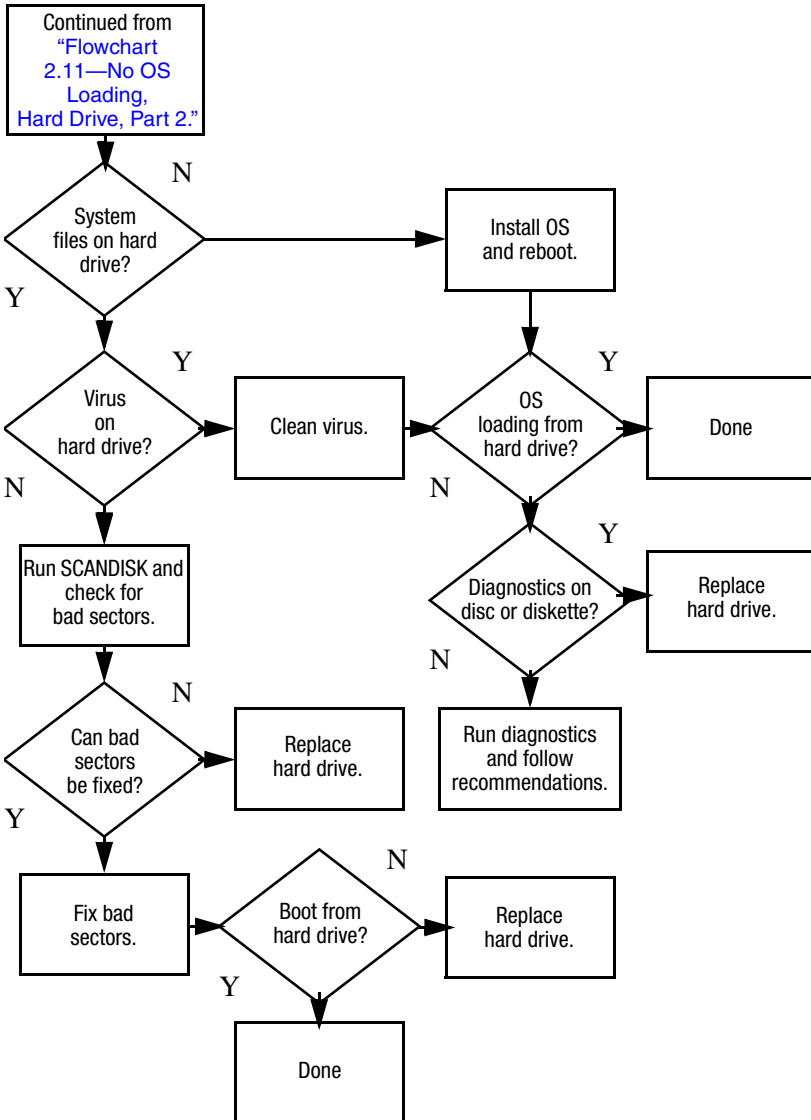 Continued from
“Flowchart
2.11—No OS
Loading,
Hard Drive, Part 2.”
N
System
files on hard
drive?
Install OS
and reboot.
Y
Y
Virus
on
hard drive?
Clean virus.
Y
OS
loading from
hard drive?
Done
N
N
Run SCANDISK and
check for
bad sectors.
Y
Diagnostics on
disc or diskette?
Replace
hard drive.
N
N
Can bad
sectors
be fixed?
Replace
hard drive.
Run diagnostics
and follow
recommendations.
Y
Fix bad
sectors.
N
Boot from
hard drive?
Replace
hard drive.
Y
Done